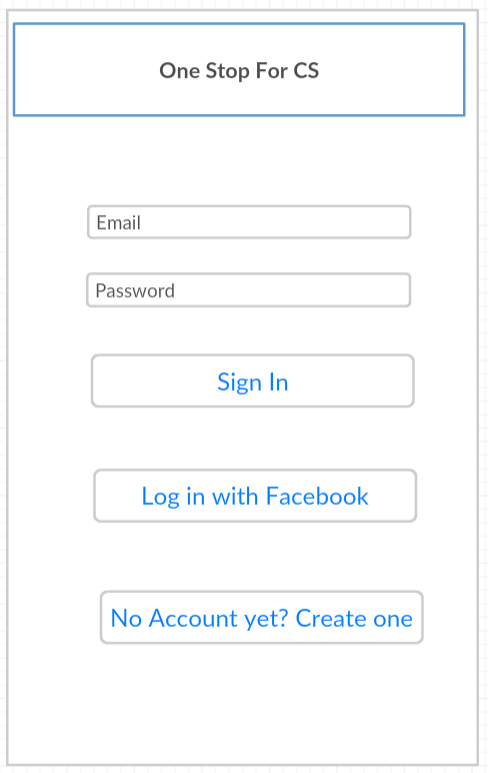 One Stop For CS
Email
Password
Sign In
Log in with Facebook
No Account yet? Create one